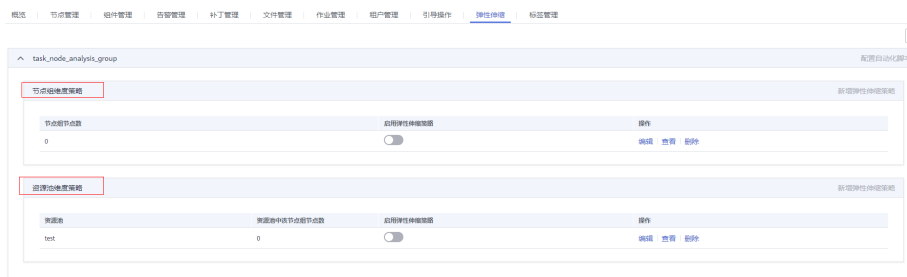 概览 节点管理 组件管理 告警管理 补丁管理 文件管理 作业管理 租户管理 引导操作 弹性伸缩 标签管理
task_node_analysis_group 配置自动化脚本
节点组维度策略 新增弹性伸缩策略
节点组节点数 启用弹性伸缩策略 操作
0 编辑 查看 删除
资源池维度策略 新增弹性伸缩策略
资源池 资源池中该节点组节点数 启用弹性伸缩策略 操作
test 0 编辑 查看 删除